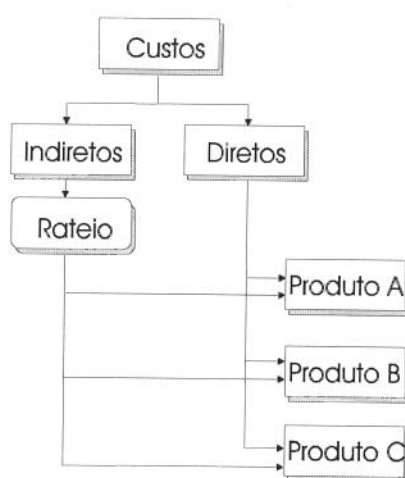 Custos
Indiretos
Diretos
Rateio
Produto A
Produto B
Produto C